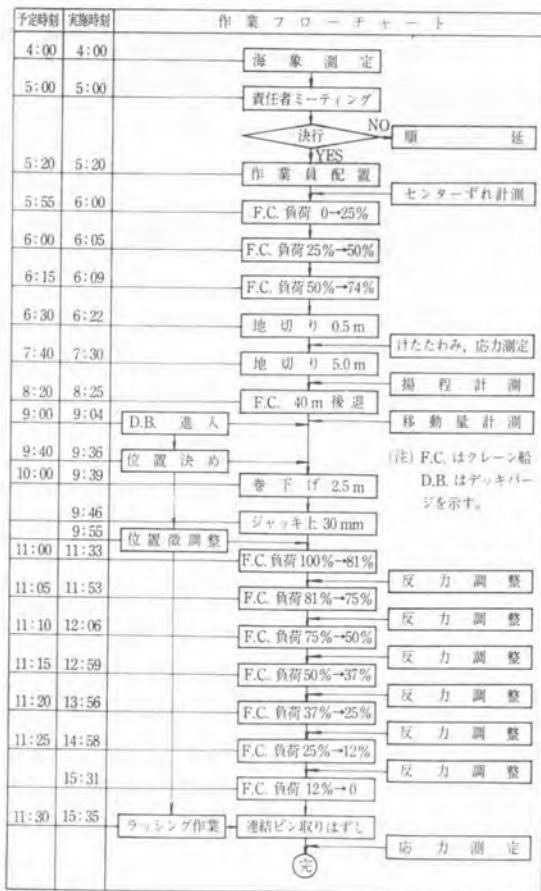 予定時刻 実施時刻 作業フローチャート
4:00 4:00 海象測定
5:00 5:00 責任者ミーティング
決行 NO 順延
YES
5:20 5:20 作業員配置
センターずれ計測
5:55 6:00 F.C. 負荷 0→25%
6:00 6:05 F.C. 負荷 25%→50%
6:15 6:09 F.C. 負荷 50%→74%
6:30 6:22 地切り 0.5m
けたたわみ, 応力測定
7:40 7:30 地切り 5.0m
揚程計測
8:20 8:25 F.C. 40m 後退
9:00 9:04 D.B. 進入 移動量計測
9:40 9:36 位置決め
(注) F.C. はクレーン船
D.B. はデッキバー
ジを示す。
10:00 9:39 巻下げ 2.5m
9:46 ジャッキ上 30mm
9:55 位置微調整
11:00 11:33 F.C. 負荷 100%→81%
反力調整
11:05 11:53 F.C. 負荷 81%→75%
反力調整
11:10 12:06 F.C. 負荷 75%→50%
反力調整
11:15 12:59 F.C. 負荷 50%→37%
反力調整
11:20 13:56 F.C. 負荷 37%→25%
反力調整
11:25 14:58 F.C. 負荷 25%→12%
反力調整
15:31 F.C. 負荷 12%→0
11:30 15:35 ラッシング作業 連結ピン取りはずし
応力測定
完